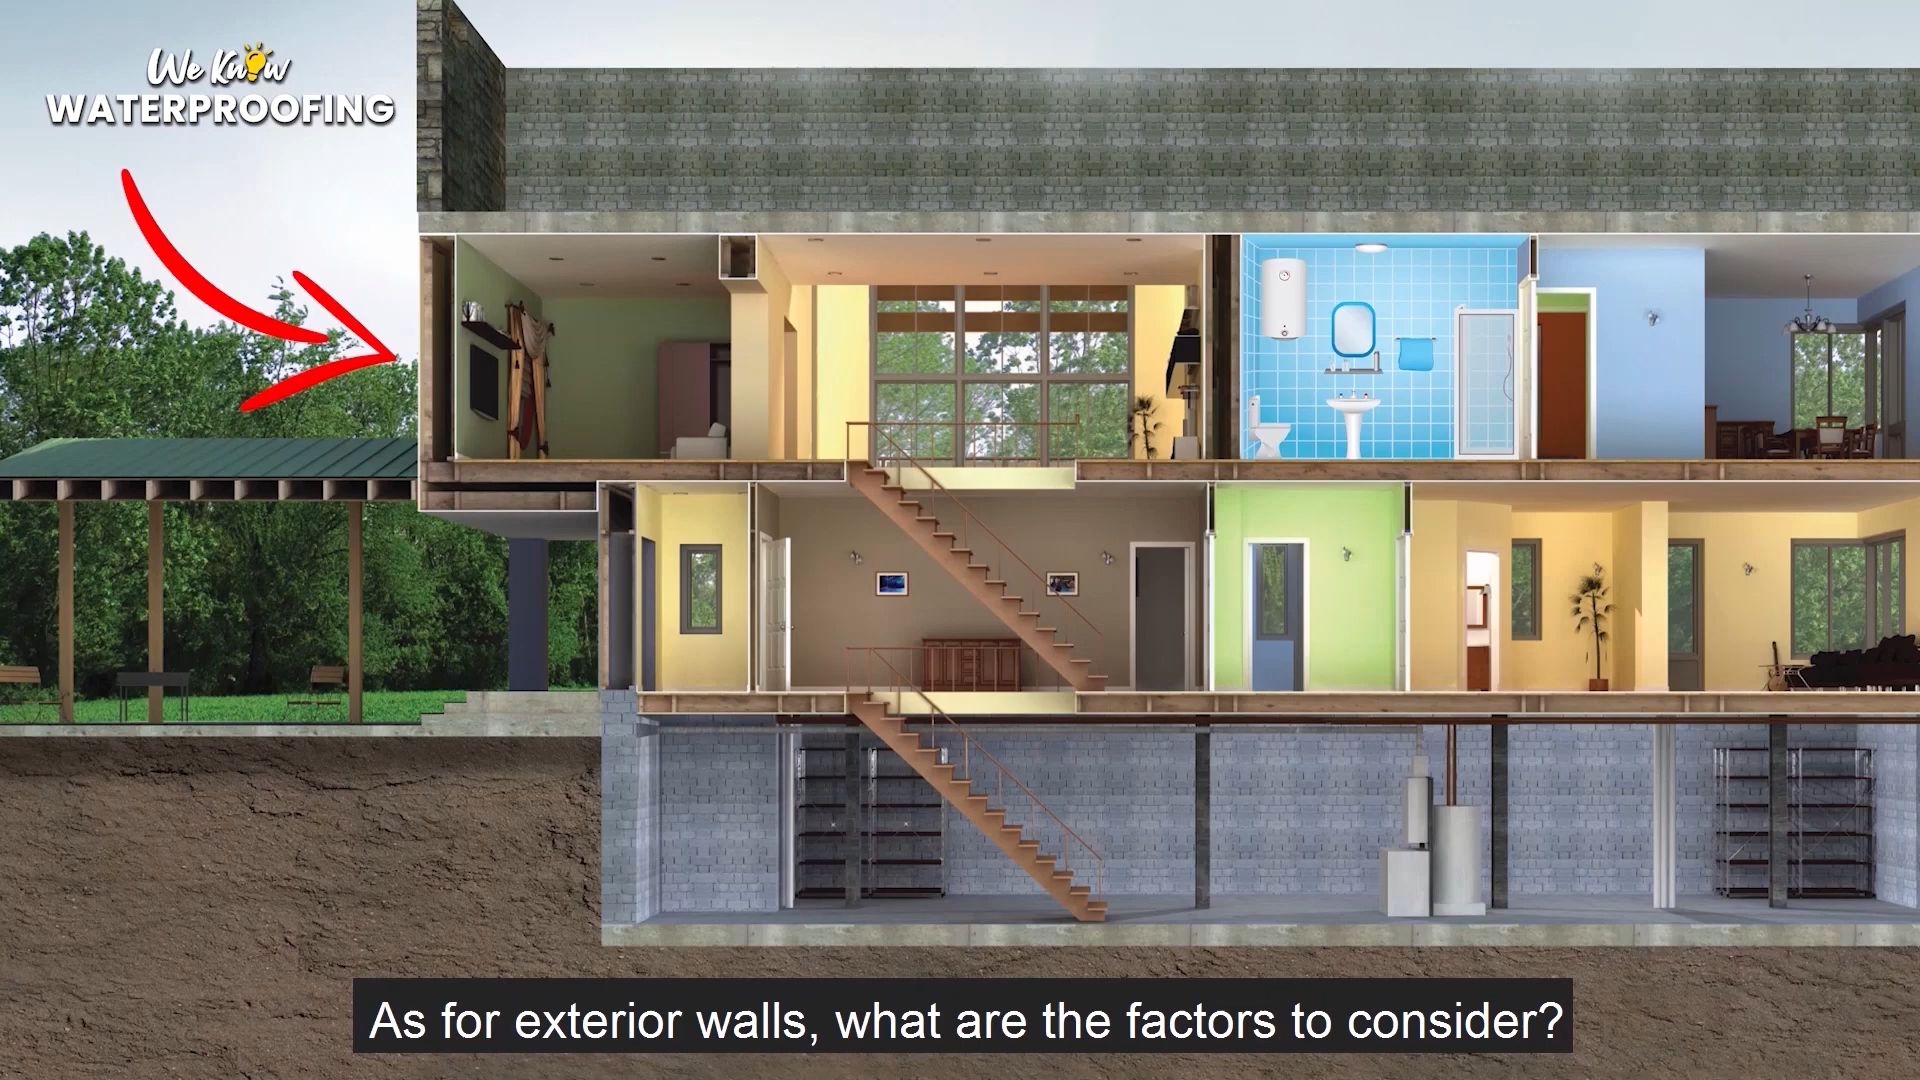 We Know
WATERPROOFING
As for exterior walls, what are the factors to consider?